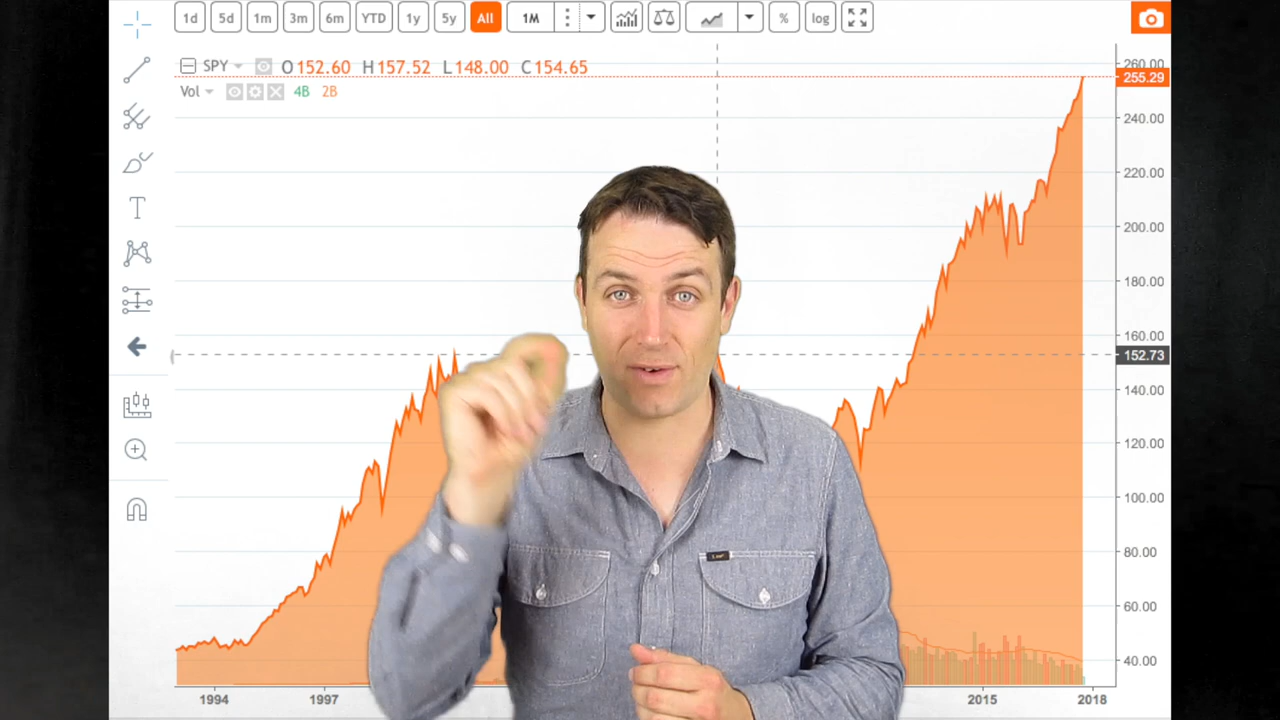 1d 5d 1m 3m 6m YTD 1y 5y All 1M % log
SPY O 152.60 H 157.52 L 148.00 C 154.65
Vol 4B 2B
T
260.00
255.29
240.00
220.00
200.00
180.00
160.00
152.73
140.00
120.00
100.00
80.00
60.00
40.00
1994 1997 2015 2018